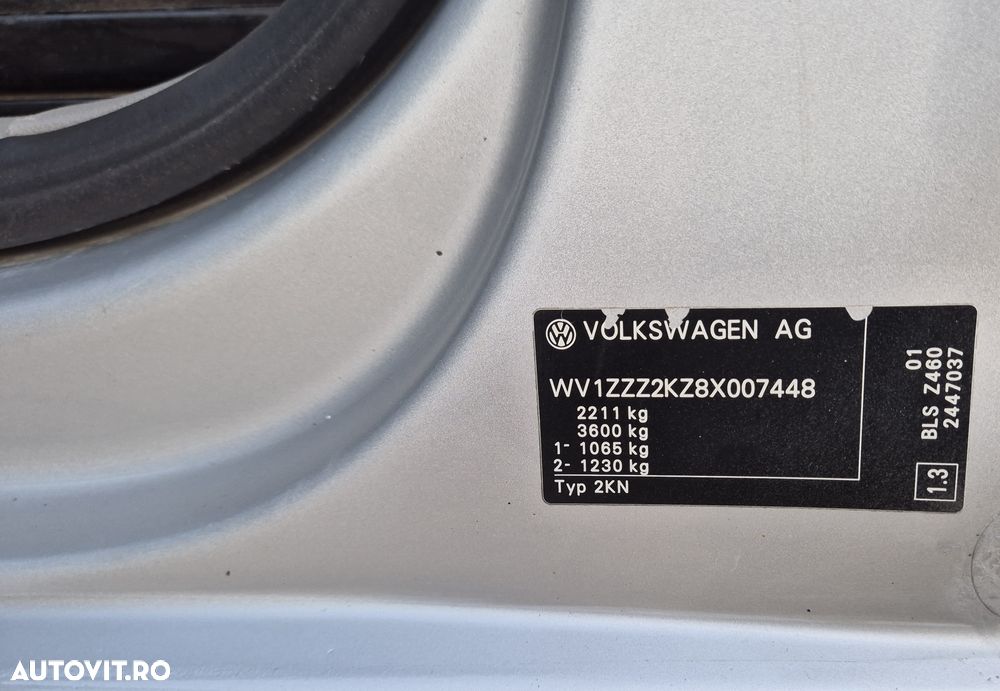 VOLKSWAGEN AG
WV1ZZZ2KZ8X007448
2211 kg
3600 kg
1- 1065 kg
2- 1230 kg
Typ 2KN
01
BLS Z460
2447037
1.3
AUTOVIT.RO